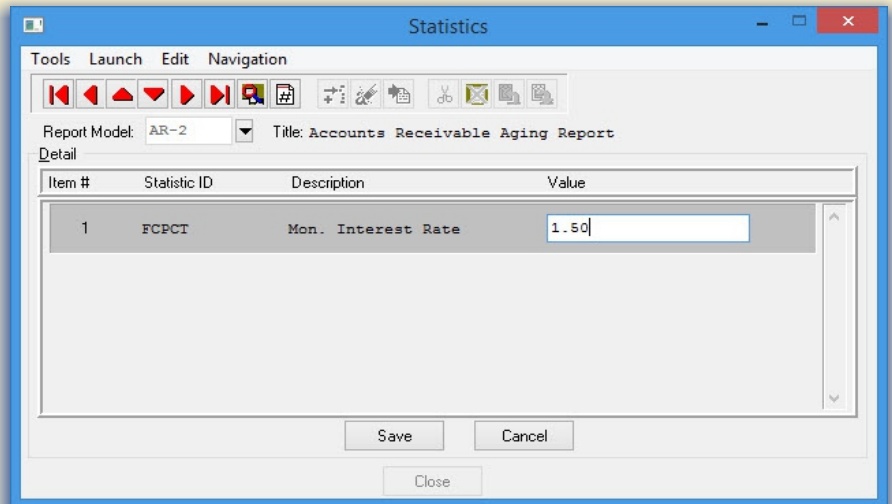 Statistics
Tools Launch Edit Navigation
Report Model: AR-2 Title: Accounts Receivable Aging Report
Detail
Item # Statistic ID Description Value
1 FCPCT Mon. Interest Rate 1.50
Save Cancel
Close